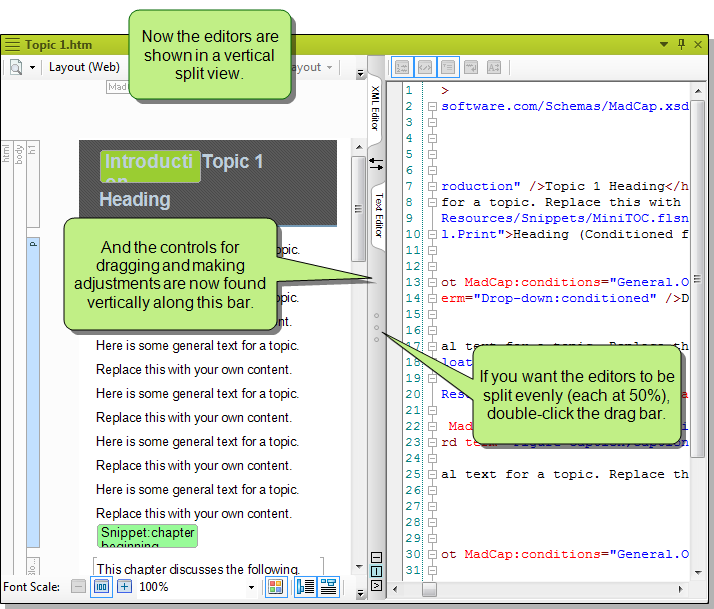 Now the editors are
shown in a vertical
split view.
Topic 1.htm
Layout (Web)
ayout
Mad
html
body
h1
Introducti Topic 1
on
Heading
p
And the controls for
dragging and making
adjustments are now found
vertically along this bar.
pic.
pic.
nt.
Here is some general text for a topic.
Replace this with your own content.
Here is some general text for a topic.
Replace this with your own content.
Here is some general text for a topic.
Replace this with your own content.
Here is some general text for a topic.
Replace this with your own content.
Snippet:chapter
beginning
This chapter discusses the following.
Blo...
Font Scale:
100
100%
XML Editor
Text Editor
1 >
2 software.com/Schemas/MadCap.xsd
3
4
5
6
7 roduction" />Topic 1 Heading</h
8 for a topic. Replace this with
9 Resources/Snippets/MiniTOC.flsn
10 l.Print">Heading (Conditioned f
11
12
13 ot MadCap:conditions="General.O
14 erm="Drop-down:conditioned" />D
15
16
17 al text for a topic. Replace th
18 loat
19
20 Res
21
22 Mad
23 rd
24
25 al text for a topic. Replace th
26
27
28
29
30 ot MadCap:conditions="General.O
31
If you want the editors to be
split evenly (each at 50%),
double-click the drag bar.